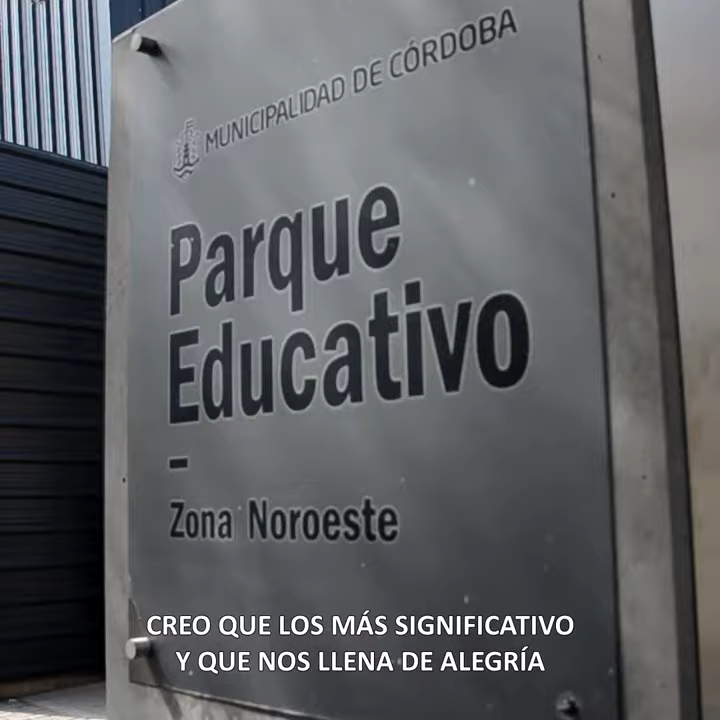 MUNICIPALIDAD DE CÓRDOBA
Parque
Educativo
–
Zona Noroeste
CREO QUE LOS MÁS SIGNIFICATIVO
Y QUE NOS LLENA DE ALEGRÍA